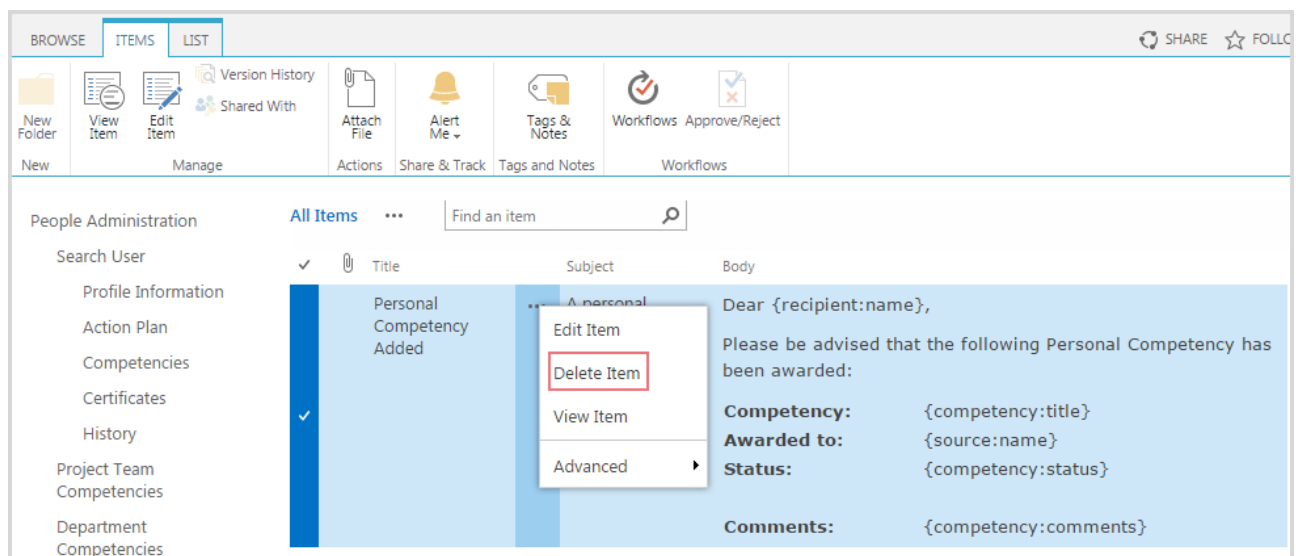 BROWSE ITEMS LIST SHARE FOLLO
New Folder
View Item
Edit Item
Version History
Shared With
Attach File
Alert Me
Tags & Notes
Workflows
Approve/Reject
New Manage Actions Share & Track Tags and Notes Workflows
People Administration
Search User
Profile Information
Action Plan
Competencies
Certificates
History
Project Team
Competencies
Department
Competencies
All Items ••• Find an item
Title Subject Body
Personal
Competency
Added
••• A personal
Edit Item
Delete Item
View Item
Advanced
Dear {recipient:name},
Please be advised that the following Personal Competency has
been awarded:
Competency: {competency:title}
Awarded to: {source:name}
Status: {competency:status}
Comments: {competency:comments}